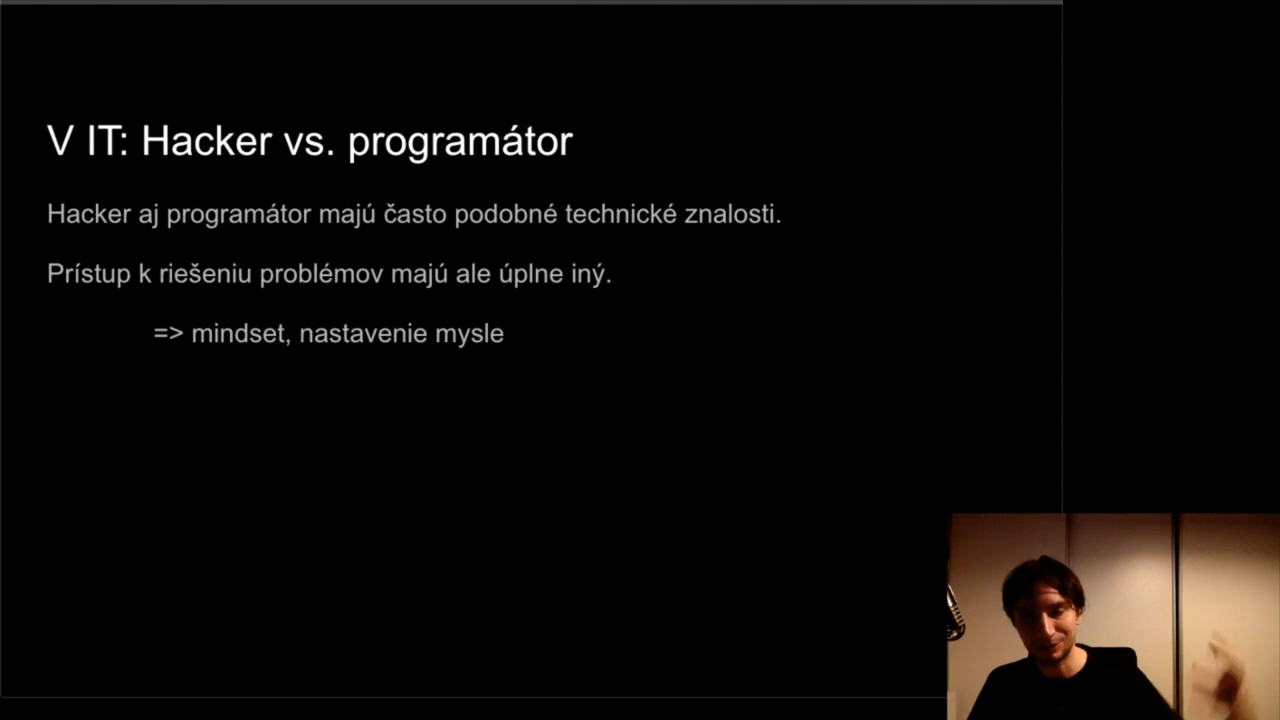 V IT: Hacker vs. programátor
Hacker aj programátor majú často podobné technické znalosti.
Prístup k riešeniu problémov majú ale úplne iný.
=> mindset, nastavenie mysle